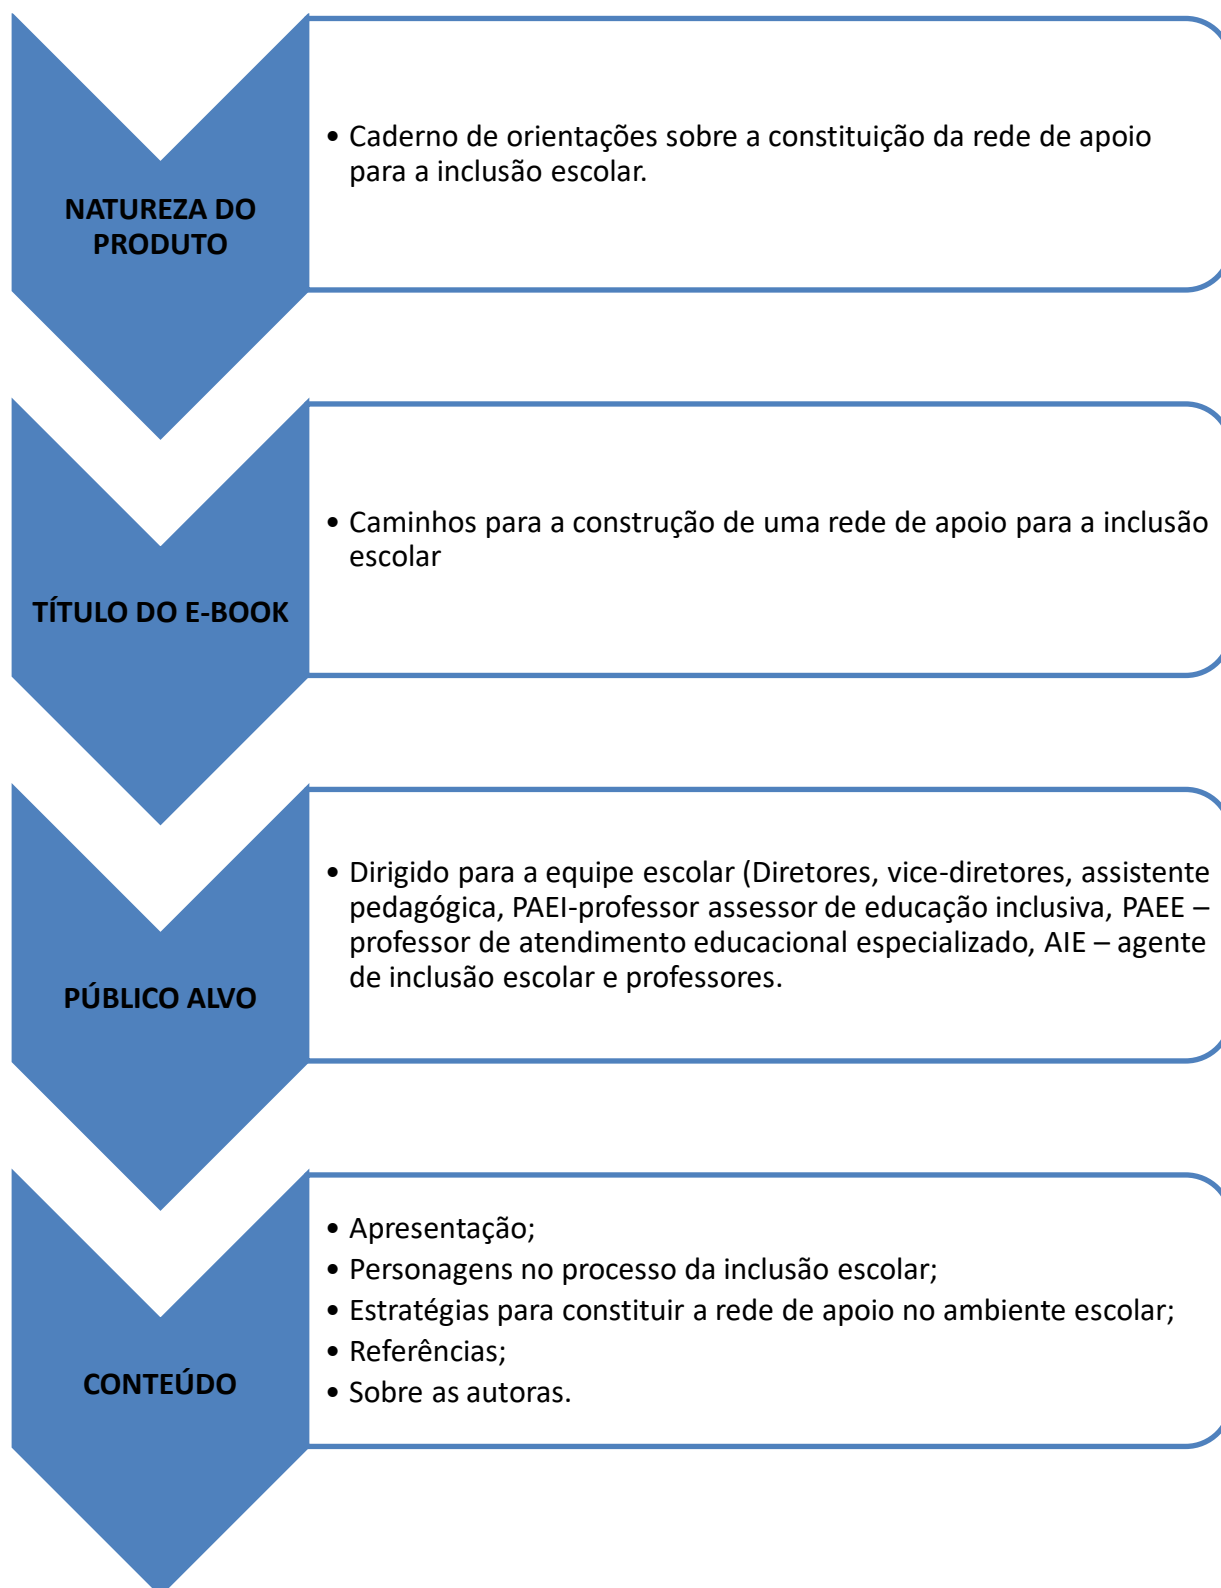 NATUREZA DO
PRODUTO
• Caderno de orientações sobre a constituição da rede de apoio
para a inclusão escolar.
TÍTULO DO E-BOOK
• Caminhos para a construção de uma rede de apoio para a inclusão
escolar
PÚBLICO ALVO
• Dirigido para a equipe escolar (Diretores, vice-diretores, assistente
pedagógica, PAEI-professor assessor de educação inclusiva, PAEE –
professor de atendimento educacional especializado, AIE – agente
de inclusão escolar e professores.
CONTEÚDO
• Apresentação;
• Personagens no processo da inclusão escolar;
• Estratégias para constituir a rede de apoio no ambiente escolar;
• Referências;
• Sobre as autoras.